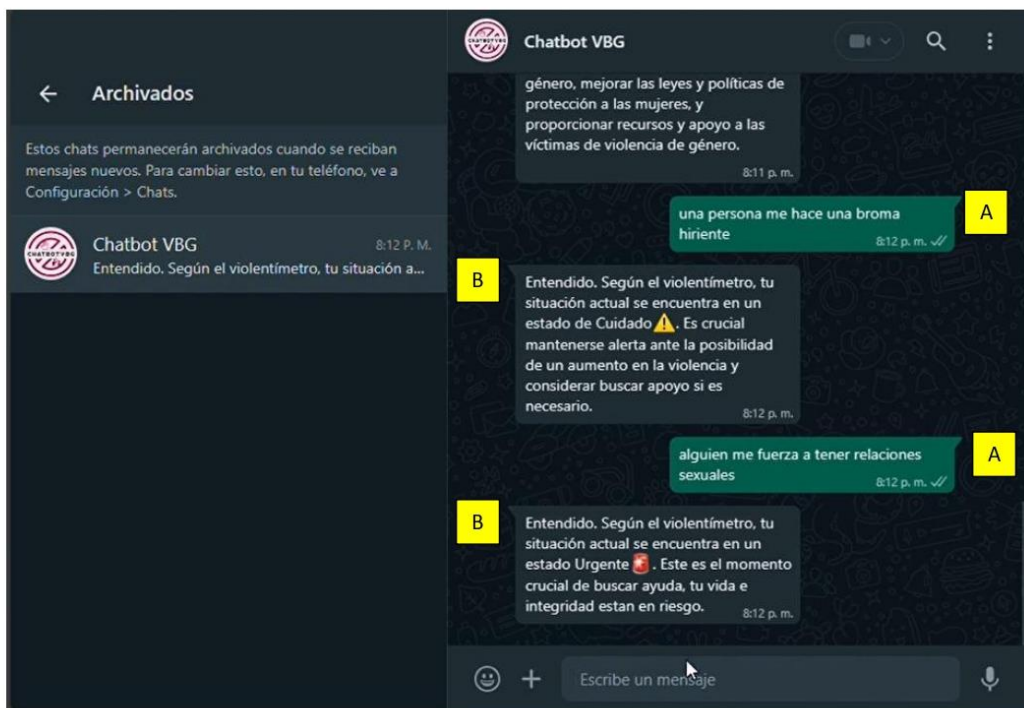 Archivados
Estos chats permanecerán archivados cuando se reciban
mensajes nuevos. Para cambiar esto, en tu teléfono, ve a
Configuración > Chats.
CHATBOTVBG
Chatbot VBG
8:12 P. M.
Entendido. Según el violentímetro, tu situación a...
CHATBOTVBG
Chatbot VBG
género, mejorar las leyes y políticas de
protección a las mujeres, y
proporcionar recursos y apoyo a las
víctimas de violencia de género.
8:11 p. m.
una persona me hace una broma
hiriente
8:12 p. m.
A
B
Entendido. Según el violentímetro, tu
situación actual se encuentra en un
estado de Cuidado ⚠️. Es crucial
mantenerse alerta ante la posibilidad
de un aumento en la violencia y
considerar buscar apoyo si es
necesario.
8:12 p. m.
alguien me fuerza a tener relaciones
sexuales
8:12 p. m.
A
B
Entendido. Según el violentímetro, tu
situación actual se encuentra en un
estado Urgente 🚨. Este es el momento
crucial de buscar ayuda, tu vida e
integridad estan en riesgo.
8:12 p. m.
Escribe un mensaje